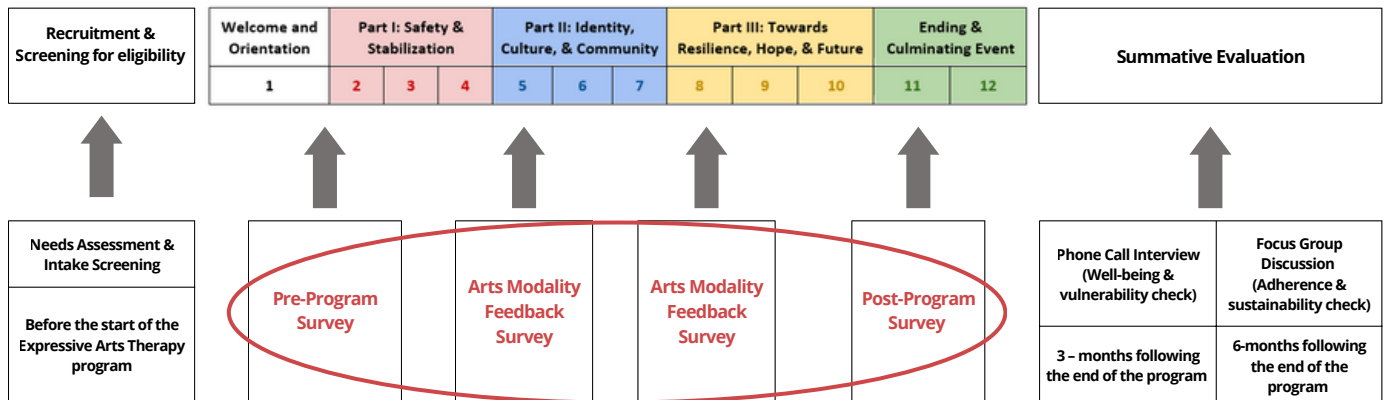 Recruitment &
Screening for eligibility
Welcome and
Orientation
1
Part I: Safety &
Stabilization
2 3 4
Part II: Identity,
Culture, & Community
5 6 7
Part III: Towards
Resilience, Hope, & Future
8 9 10
Ending &
Culminating Event
11 12
Summative Evaluation
Needs Assessment &
Intake Screening
Before the start of the
Expressive Arts Therapy
program
Pre-Program
Survey
Arts Modality
Feedback
Survey
Arts Modality
Feedback
Survey
Post-Program
Survey
Phone Call Interview
(Well-being &
vulnerability check)
3 – months following
the end of the program
Focus Group
Discussion
(Adherence &
sustainability check)
6-months following
the end of the
program